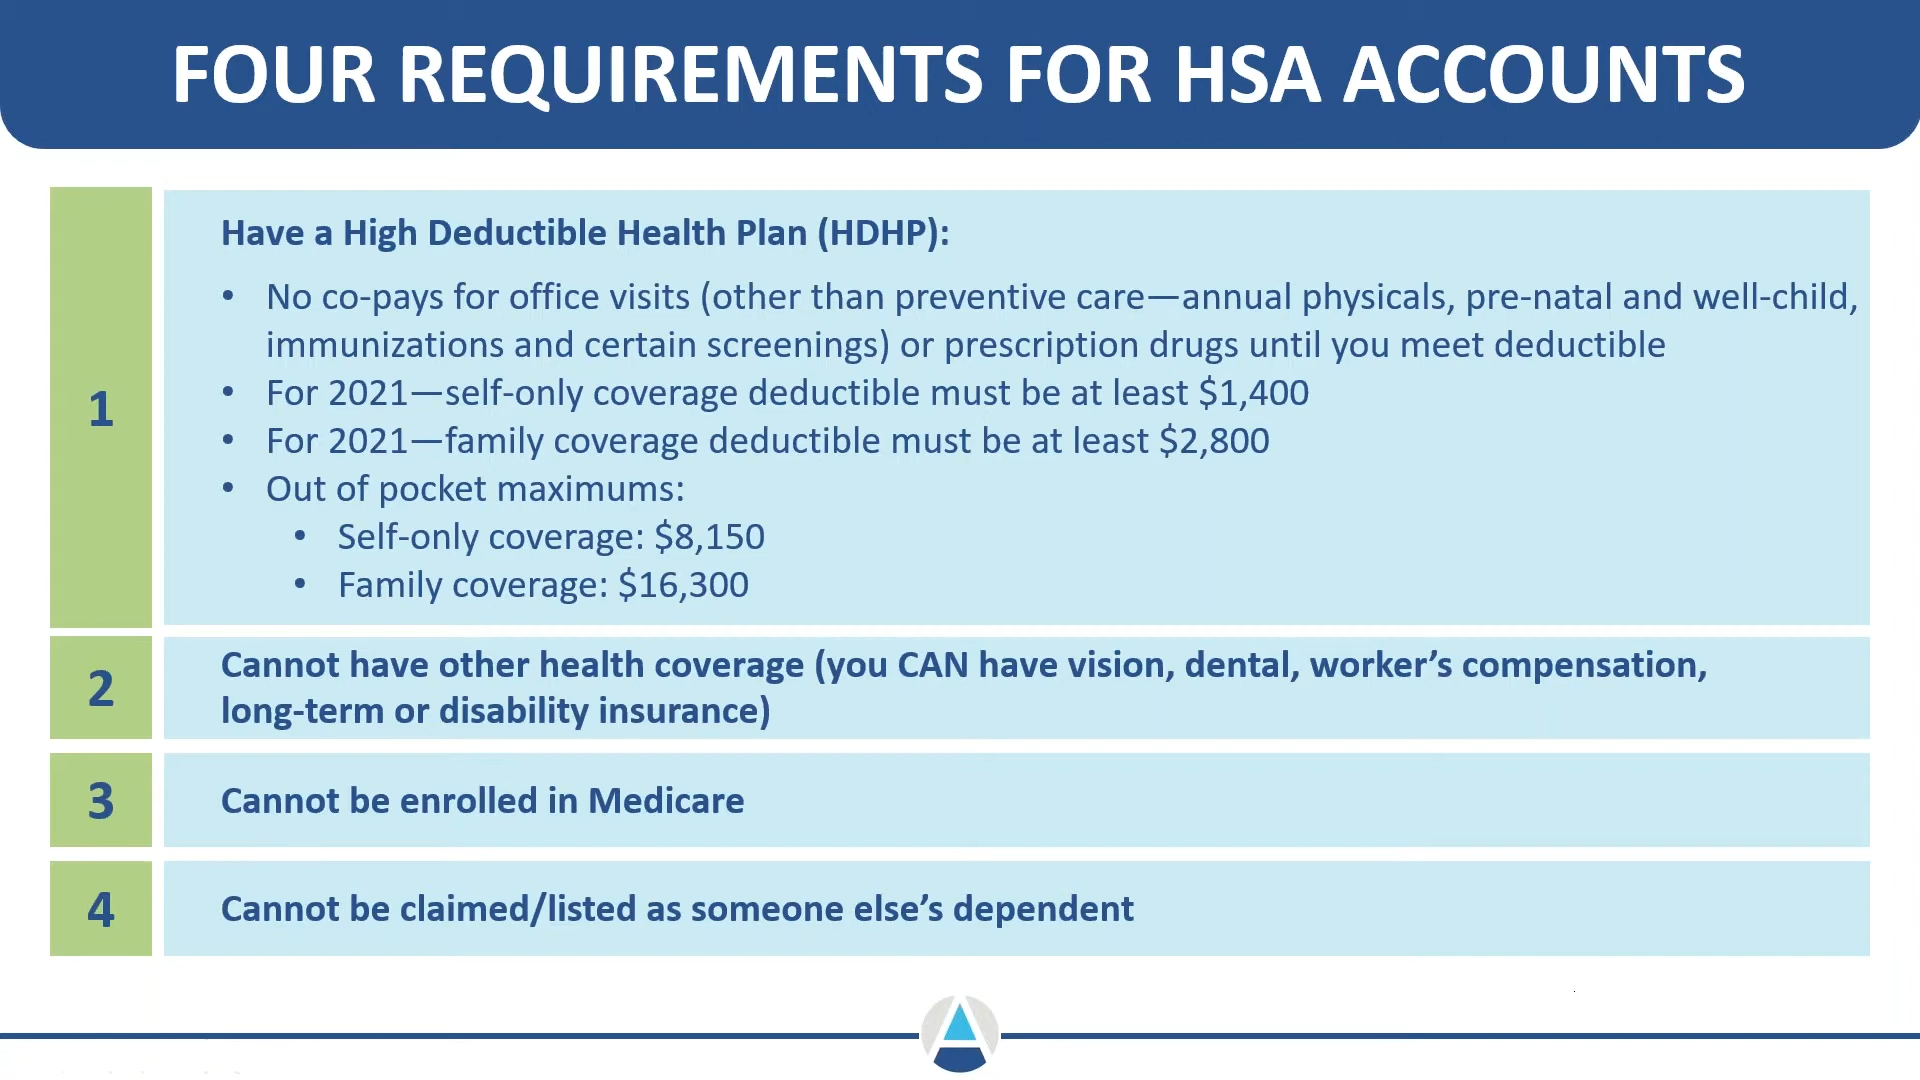 FOUR REQUIREMENTS FOR HSA ACCOUNTS
1
Have a High Deductible Health Plan (HDHP):
• No co-pays for office visits (other than preventive care—annual physicals, pre-natal and well-child,
immunizations and certain screenings) or prescription drugs until you meet deductible
• For 2021—self-only coverage deductible must be at least $1,400
• For 2021—family coverage deductible must be at least $2,800
• Out of pocket maximums:
• Self-only coverage: $8,150
• Family coverage: $16,300
2
Cannot have other health coverage (you CAN have vision, dental, worker’s compensation,
long-term or disability insurance)
3
Cannot be enrolled in Medicare
4
Cannot be claimed/listed as someone else’s dependent